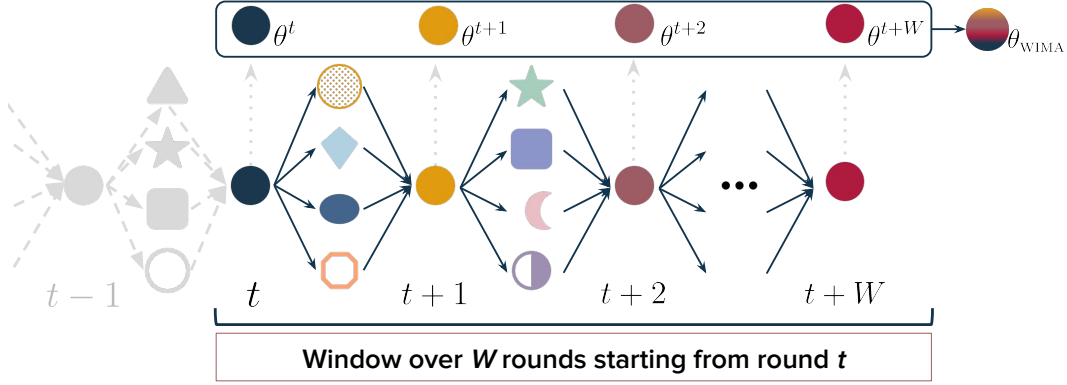 θ^t θ^{t+1} θ^{t+2} θ^{t+W} θ_WIMA
t − 1 t t + 1 t + 2 t + W
Window over W rounds starting from round t